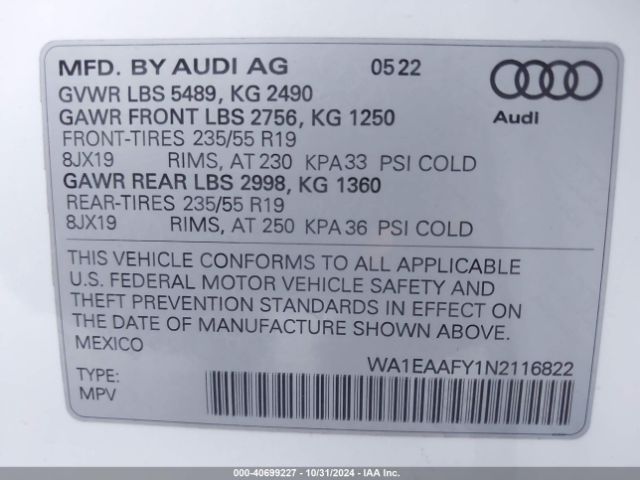 MFD. BY AUDI AG 0522
GVWR LBS 5489, KG 2490
GAWR FRONT LBS 2756, KG 1250
FRONT-TIRES 235/55 R19
8JX19 RIMS, AT 230 KPA 33 PSI COLD
GAWR REAR LBS 2998, KG 1360
REAR-TIRES 235/55 R19
8JX19 RIMS, AT 250 KPA 36 PSI COLD
Audi
THIS VEHICLE CONFORMS TO ALL APPLICABLE
U.S. FEDERAL MOTOR VEHICLE SAFETY AND
THEFT PREVENTION STANDARDS IN EFFECT ON
THE DATE OF MANUFACTURE SHOWN ABOVE.
MEXICO
WA1EAAFY1N2116822
TYPE:
MPV
000-40699227 - 10/31/2024 - IAA Inc.